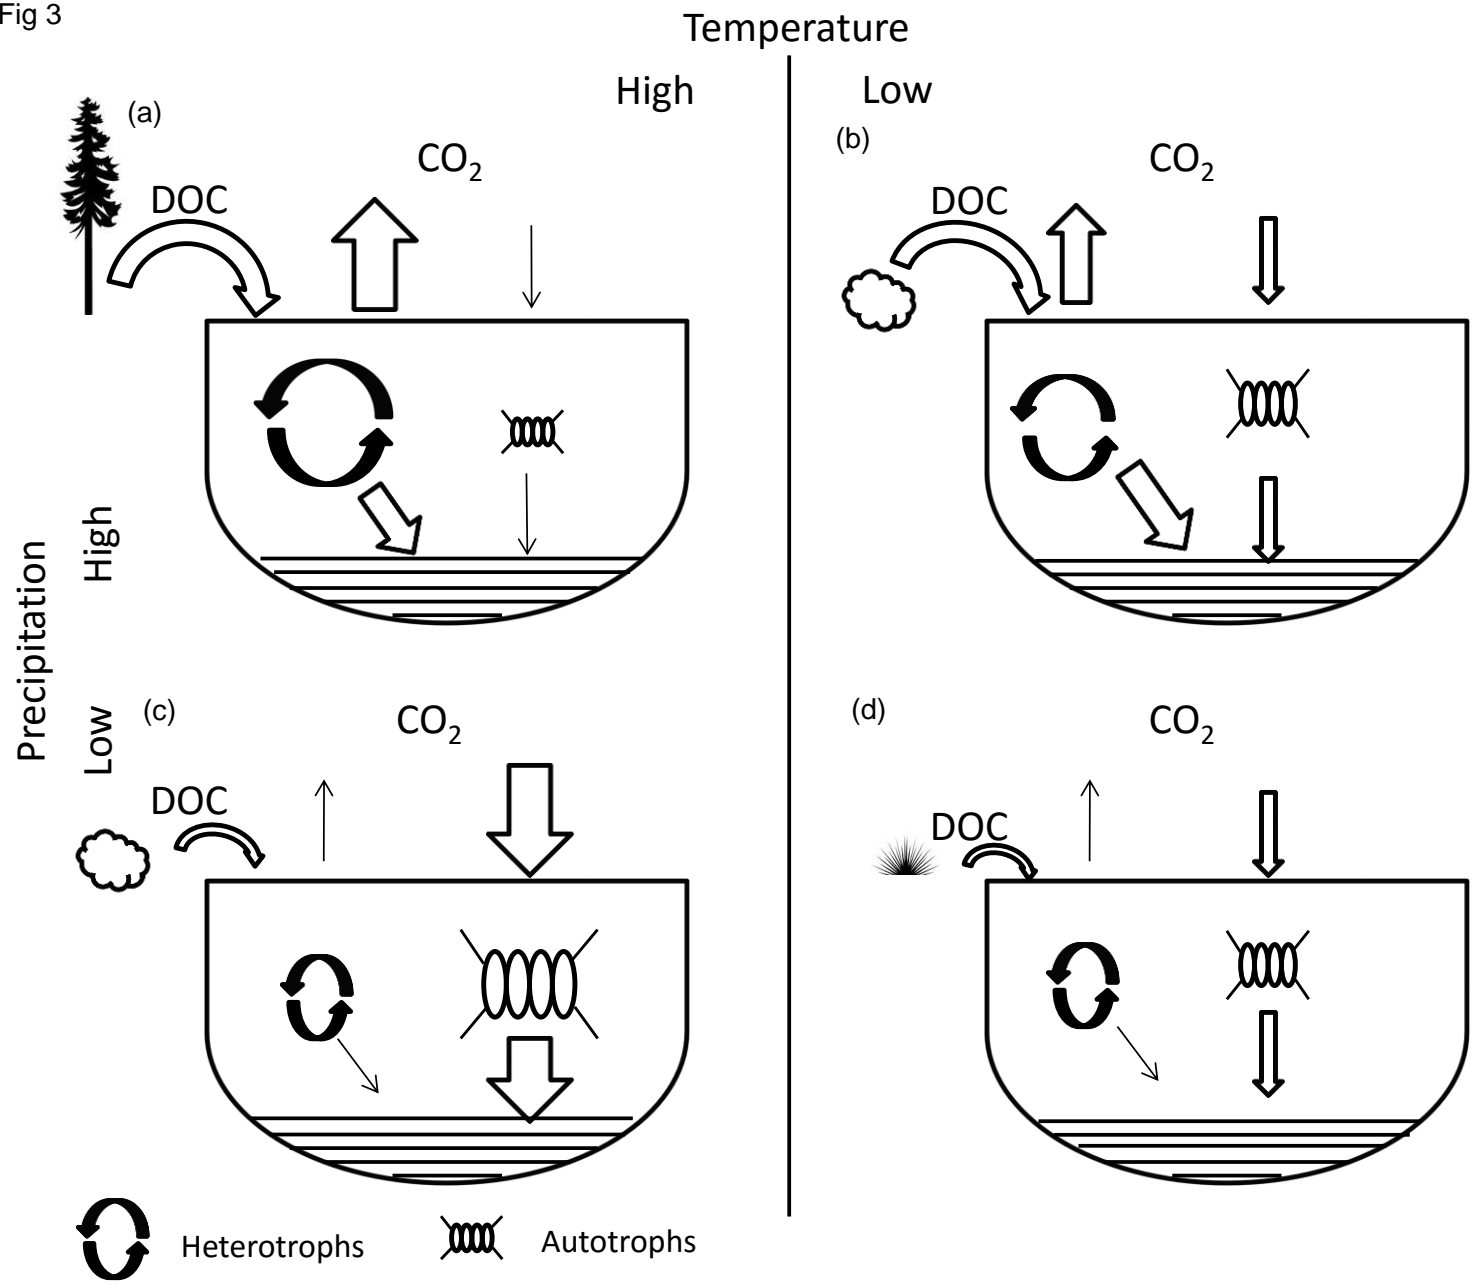 Fig 3
Temperature
High
Low
(a)
(b)
CO2
CO2
DOC
DOC
Precipitation
High
Low
(c)
(d)
CO2
CO2
DOC
DOC
Heterotrophs
Autotrophs